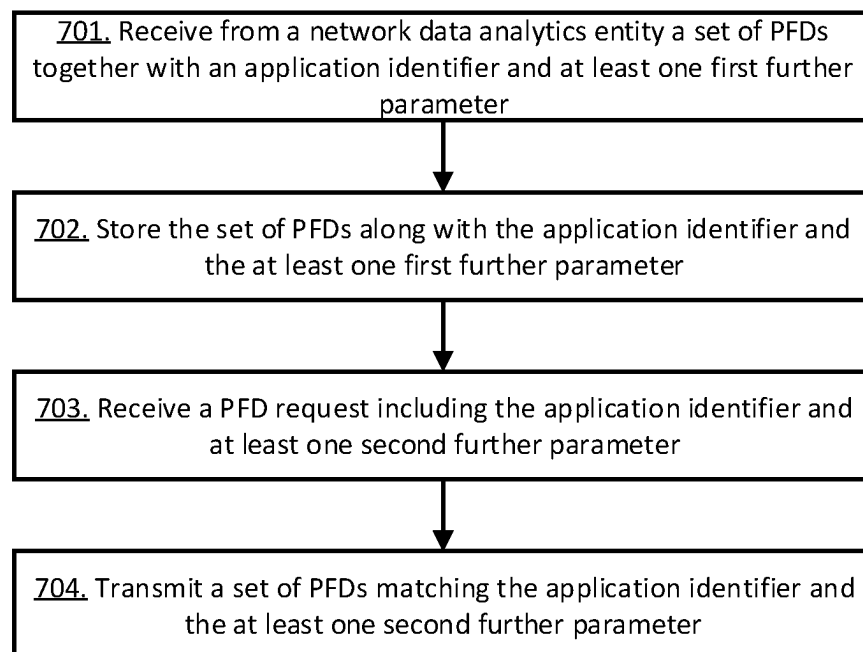 701. Receive from a network data analytics entity a set of PFDs
together with an application identifier and at least one first further
parameter
702. Store the set of PFDs along with the application identifier and
the at least one first further parameter
703. Receive a PFD request including the application identifier and
at least one second further parameter
704. Transmit a set of PFDs matching the application identifier and
the at least one second further parameter